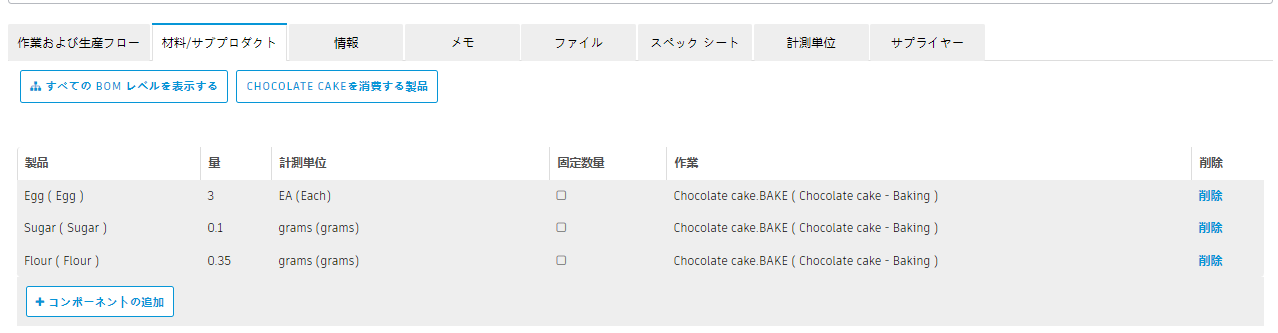 作業および生産フロー 材料/サブプロダクト 情報 メモ ファイル スペック シート 計測単位 サプライヤー
すべての BOM レベルを表示する CHOCOLATE CAKEを消費する製品
製品 量 計測単位 固定数量 作業 削除
Egg ( Egg ) 3 EA (Each) Chocolate cake.BAKE ( Chocolate cake - Baking ) 削除
Sugar ( Sugar ) 0.1 grams (grams) Chocolate cake.BAKE ( Chocolate cake - Baking ) 削除
Flour ( Flour ) 0.35 grams (grams) Chocolate cake.BAKE ( Chocolate cake - Baking ) 削除
+ コンポーネントの追加